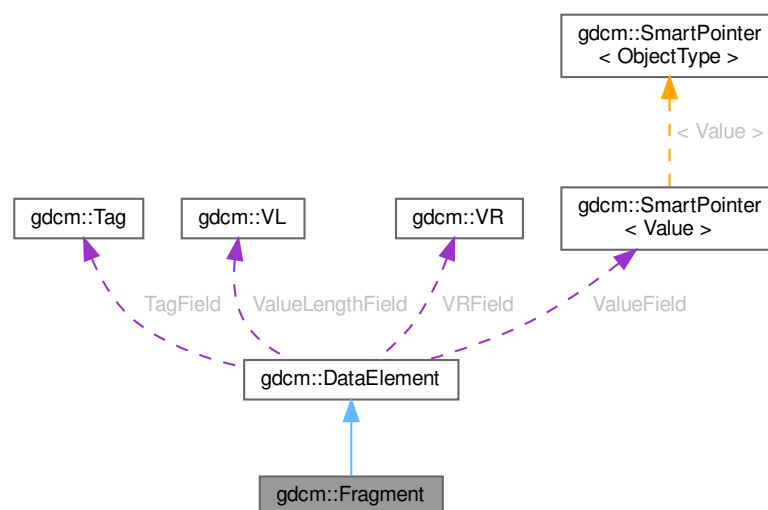 gdcm::SmartPointer
< ObjectType >
< Value >
gdcm::Tag
gdcm::VL
gdcm::VR
gdcm::SmartPointer
< Value >
TagField
ValueLengthField
VRField
ValueField
gdcm::DataElement
gdcm::Fragment